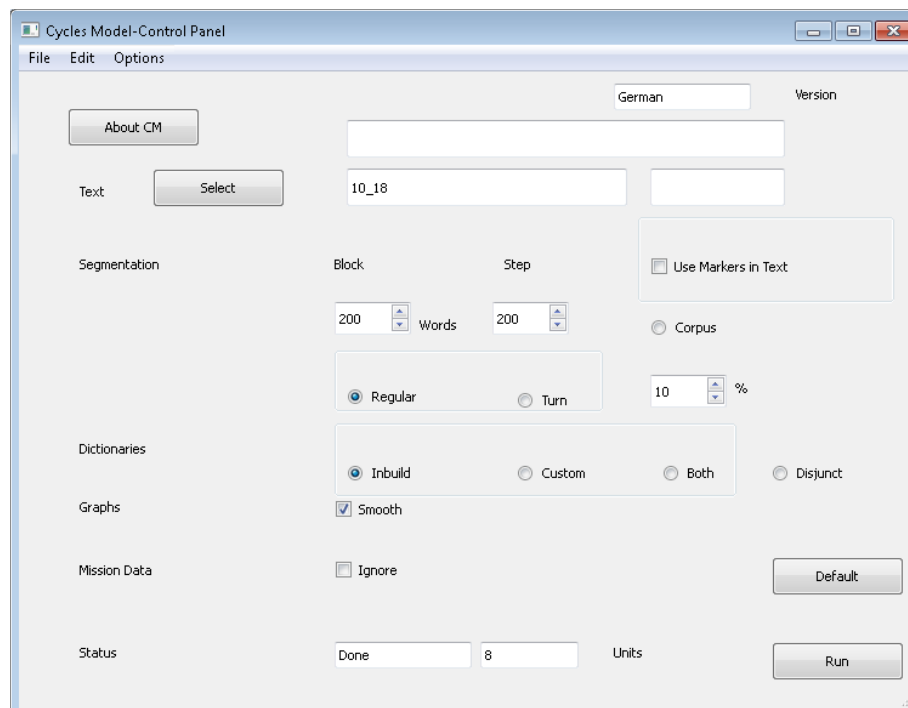 Cycles Model-Control Panel
File Edit Options
German Version
About CM
Text Select 10_18
Segmentation Block Step Use Markers in Text
200 Words 200 Corpus
Regular Turn 10 %
Dictionaries
Inbuild Custom Both Disjunct
Graphs Smooth
Mission Data Ignore Default
Status Done 8 Units Run